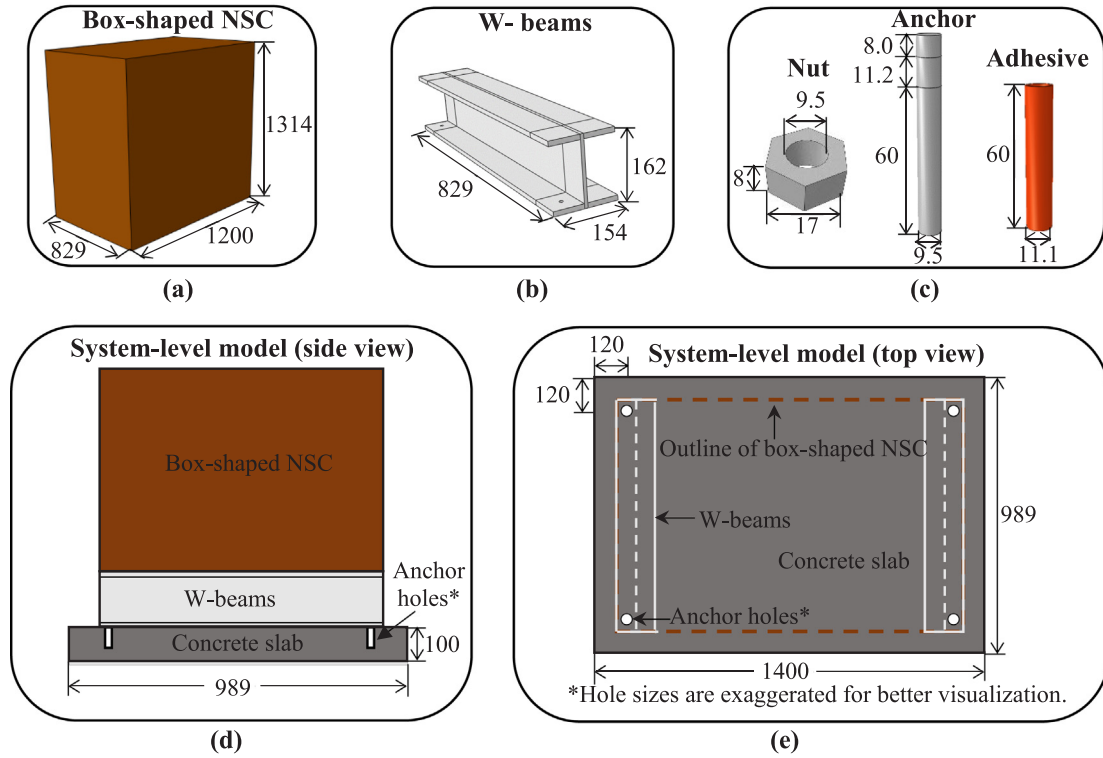 Box-shaped NSC
1314
829
1200
(a)
W- beams
829
162
154
(b)
Anchor
8.0
11.2
60
9.5
Nut
9.5
8
17
Adhesive
60
11.1
(c)
System-level model (side view)
Box-shaped NSC
W-beams
Anchor
holes*
Concrete slab
100
989
(d)
System-level model (top view)
120
120
Outline of box-shaped NSC
W-beams
Concrete slab
989
Anchor holes*
1400
*Hole sizes are exaggerated for better visualization.
(e)